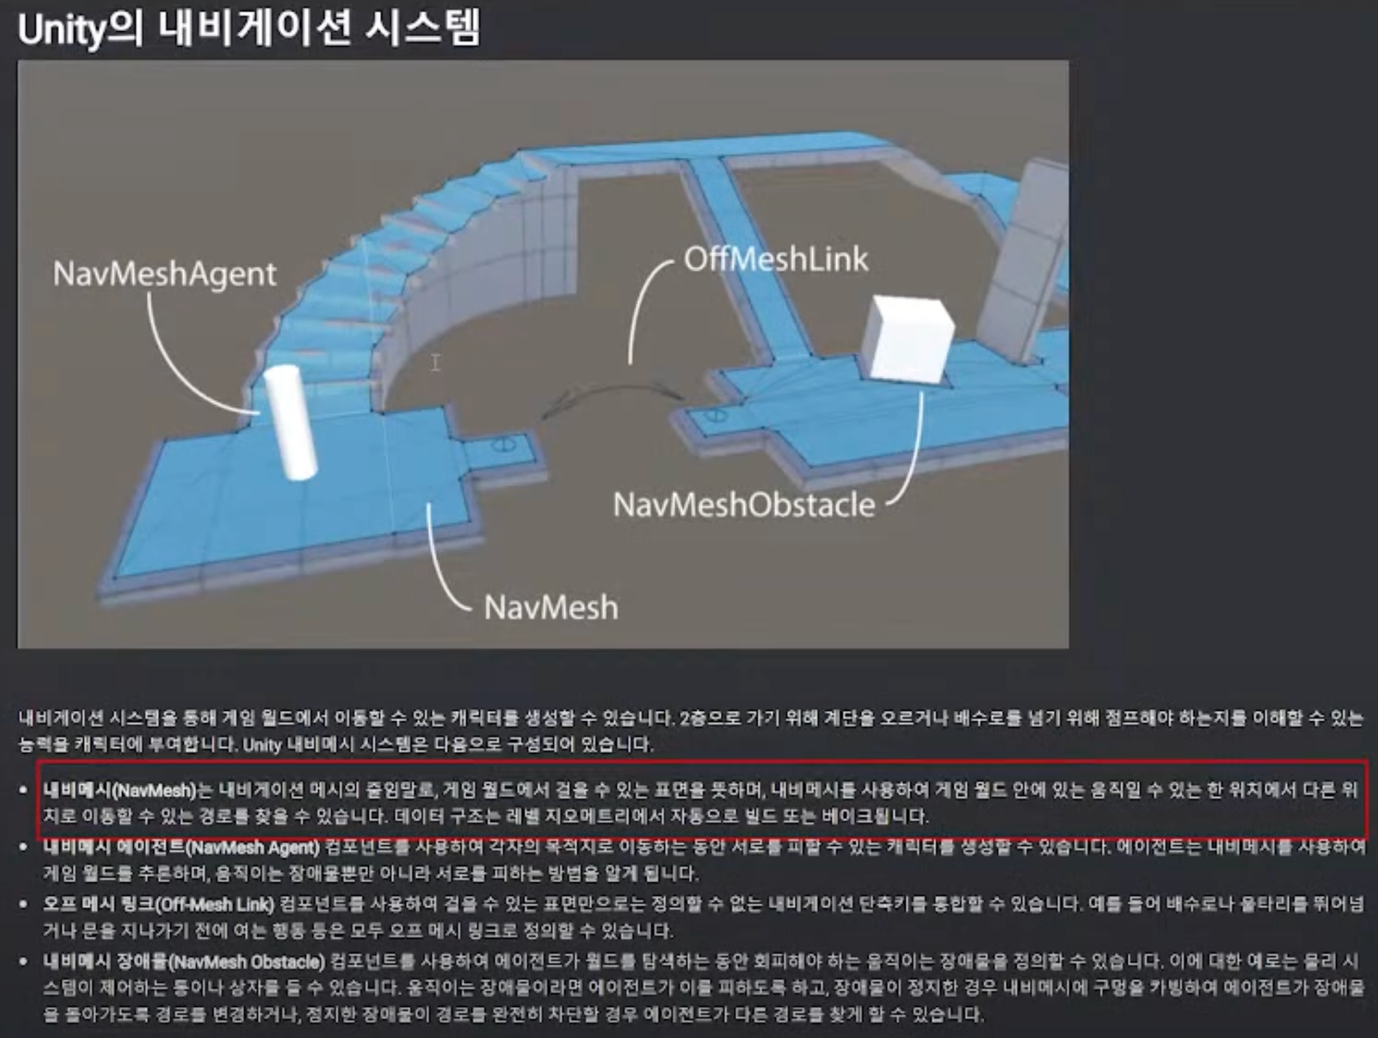 Unity의 내비게이션 시스템
NavMeshAgent
OffMeshLink
NavMeshObstacle
NavMesh
내비게이션 시스템을 통해 게임 월드에서 이동할 수 있는 캐릭터를 생성할 수 있습니다. 2층으로 가기 위해 계단을 오르거나 배수로를 넘기 위해 점프해야 하는지를 이해할 수 있는
능력을 캐릭터에 부여합니다. Unity 내비메시 시스템은 다음으로 구성되어 있습니다.
• 내비메시(NavMesh)는 내비게이션 메시의 줄임말로, 게임 월드에서 걸을 수 있는 표면을 뜻하며, 내비메시를 사용하여 게임 월드 안에 있는 움직일 수 있는 한 위치에서 다른 위
치로 이동할 수 있는 경로를 찾을 수 있습니다. 데이터 구조는 레벨 지오메트리에서 자동으로 빌드 또는 베이크됩니다.
• 내비메시 에이전트(NavMesh Agent) 컴포넌트를 사용하여 각자의 목적지로 이동하는 동안 서로를 피할 수 있는 캐릭터를 생성할 수 있습니다. 에이전트는 내비메시를 사용하여
게임 월드를 추론하며, 움직이는 장애물뿐만 아니라 서로를 피하는 방법을 알게 됩니다.
• 오프 메시 링크(Off-Mesh Link) 컴포넌트를 사용하여 걸을 수 있는 표면만으로는 정의할 수 없는 내비게이션 단축키를 통합할 수 있습니다. 예를 들어 배수로나 울타리를 뛰어넘
거나 문을 지나가기 전에 여는 행동 등은 모두 오프 메시 링크로 정의할 수 있습니다.
• 내비메시 장애물(NavMesh Obstacle) 컴포넌트를 사용하여 에이전트가 월드를 탐색하는 동안 회피해야 하는 움직이는 장애물을 정의할 수 있습니다. 이에 대한 예로는 물리 시
스템이 제어하는 통이나 상자를 들 수 있습니다. 움직이는 장애물이라면 에이전트가 이를 피하도록 하고, 장애물이 정지한 경우 내비메시에 구멍을 카빙하여 에이전트가 장애물
을 돌아가도록 경로를 변경하거나, 정지한 장애물이 경로를 완전히 차단할 경우 에이전트가 다른 경로를 찾게 할 수 있습니다.